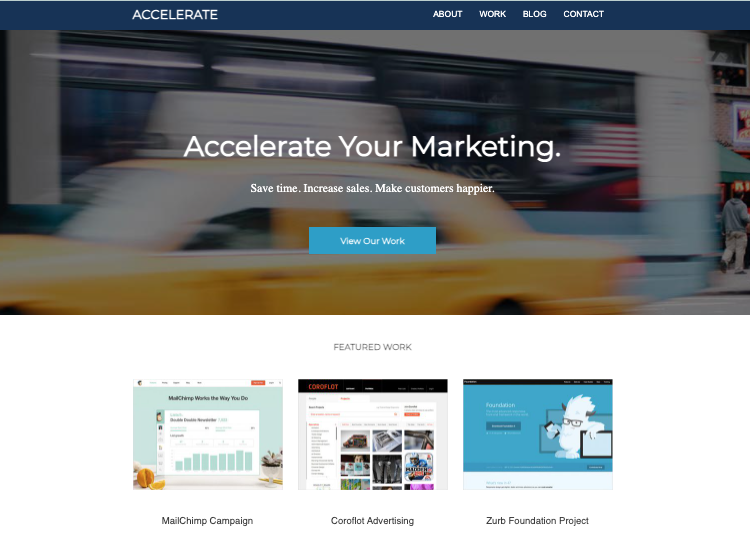 ACCELERATE
ABOUT WORK BLOG CONTACT
Accelerate Your Marketing.
Save time. Increase sales. Make customers happier.
View Our Work
FEATURED WORK
MailChimp Works the Way You Do
COROFLOT
Foundation
MailChimp Campaign
Coroflot Advertising
Zurb Foundation Project